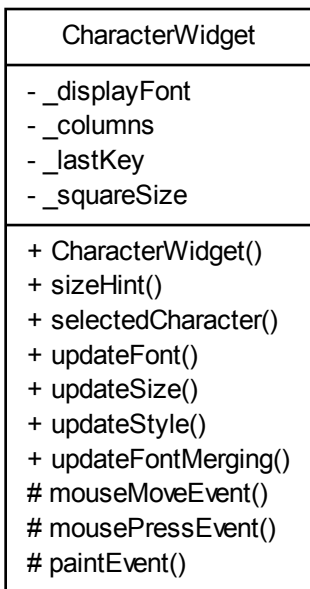 CharacterWidget
- _displayFont
- _columns
- _lastKey
- _squareSize
+ CharacterWidget()
+ sizeHint()
+ selectedCharacter()
+ updateFont()
+ updateSize()
+ updateStyle()
+ updateFontMerging()
# mouseMoveEvent()
# mousePressEvent()
# paintEvent()